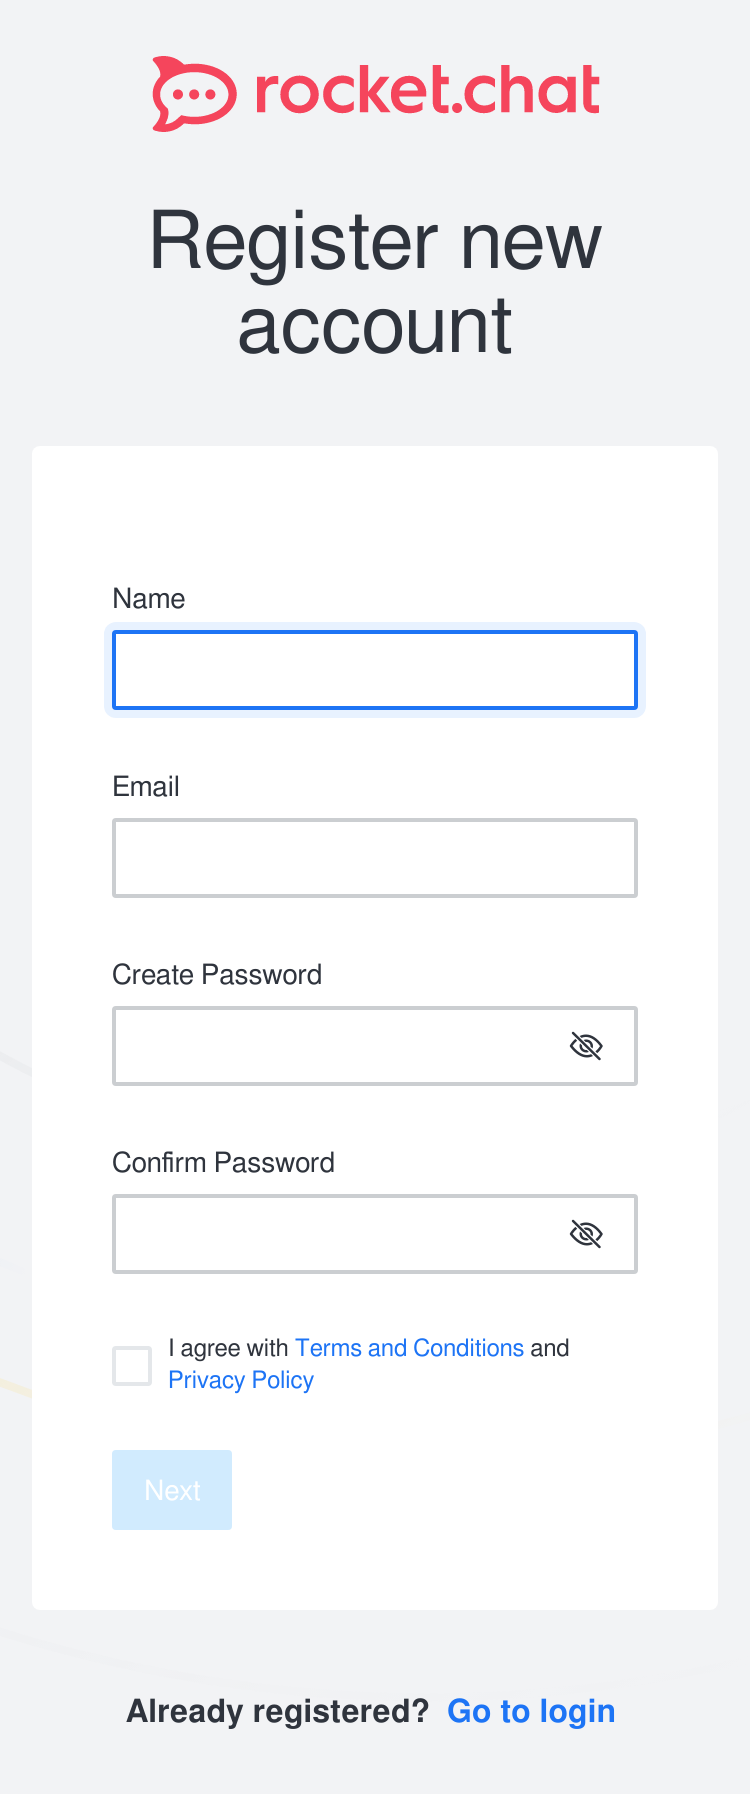 rocket.chat
Register new
account
Name
Email
Create Password
Confirm Password
I agree with Terms and Conditions and
Privacy Policy
Next
Already registered? Go to login